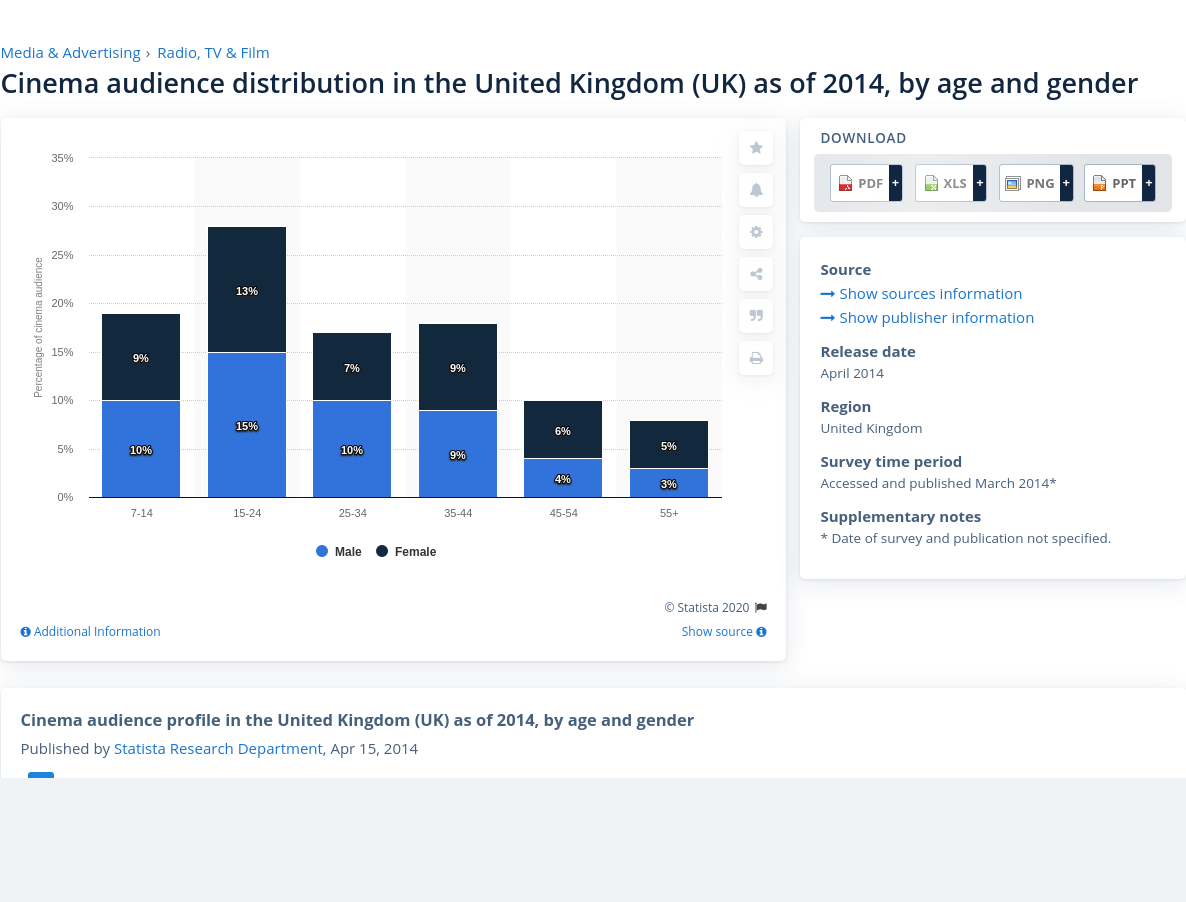 Media & Advertising › Radio, TV & Film
Cinema audience distribution in the United Kingdom (UK) as of 2014, by age and gender
35%
30%
25%
20%
15%
10%
5%
0%
Percentage of cinema audience
9%
10%
13%
15%
7%
10%
9%
9%
6%
4%
5%
3%
7-14
15-24
25-34
35-44
45-54
55+
Male
Female
© Statista 2020
Additional Information
Show source
DOWNLOAD
PDF +
XLS +
PNG +
PPT +
Source
Show sources information
Show publisher information
Release date
April 2014
Region
United Kingdom
Survey time period
Accessed and published March 2014*
Supplementary notes
* Date of survey and publication not specified.
Cinema audience profile in the United Kingdom (UK) as of 2014, by age and gender
Published by Statista Research Department, Apr 15, 2014